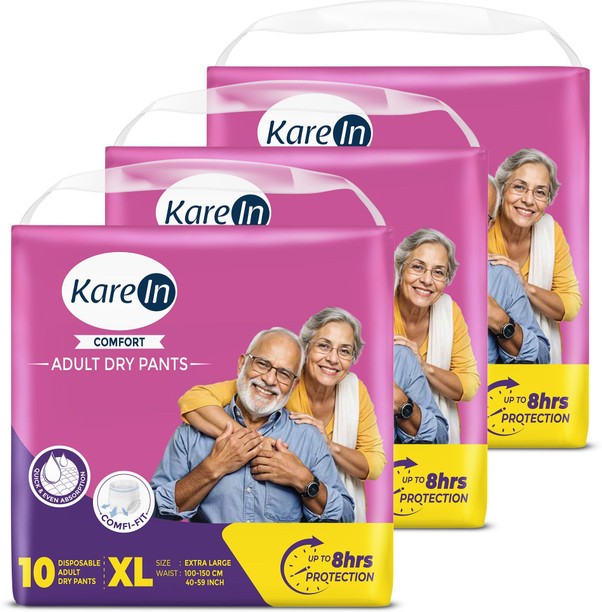 KareIn
KareIn
UP TO 8hrs
PROTECTION
KareIn
COMFORT
ADULT DRY PANTS
UP TO 8hrs
PROTECTION
QUICK & EVEN ABSORPTION
COMFI-FIT
10 DISPOSABLE
ADULT
DRY PANTS
XL
SIZE : EXTRA LARGE
WAIST : 100-150 CM
40-59 INCH
UP TO 8hrs
PROTECTION